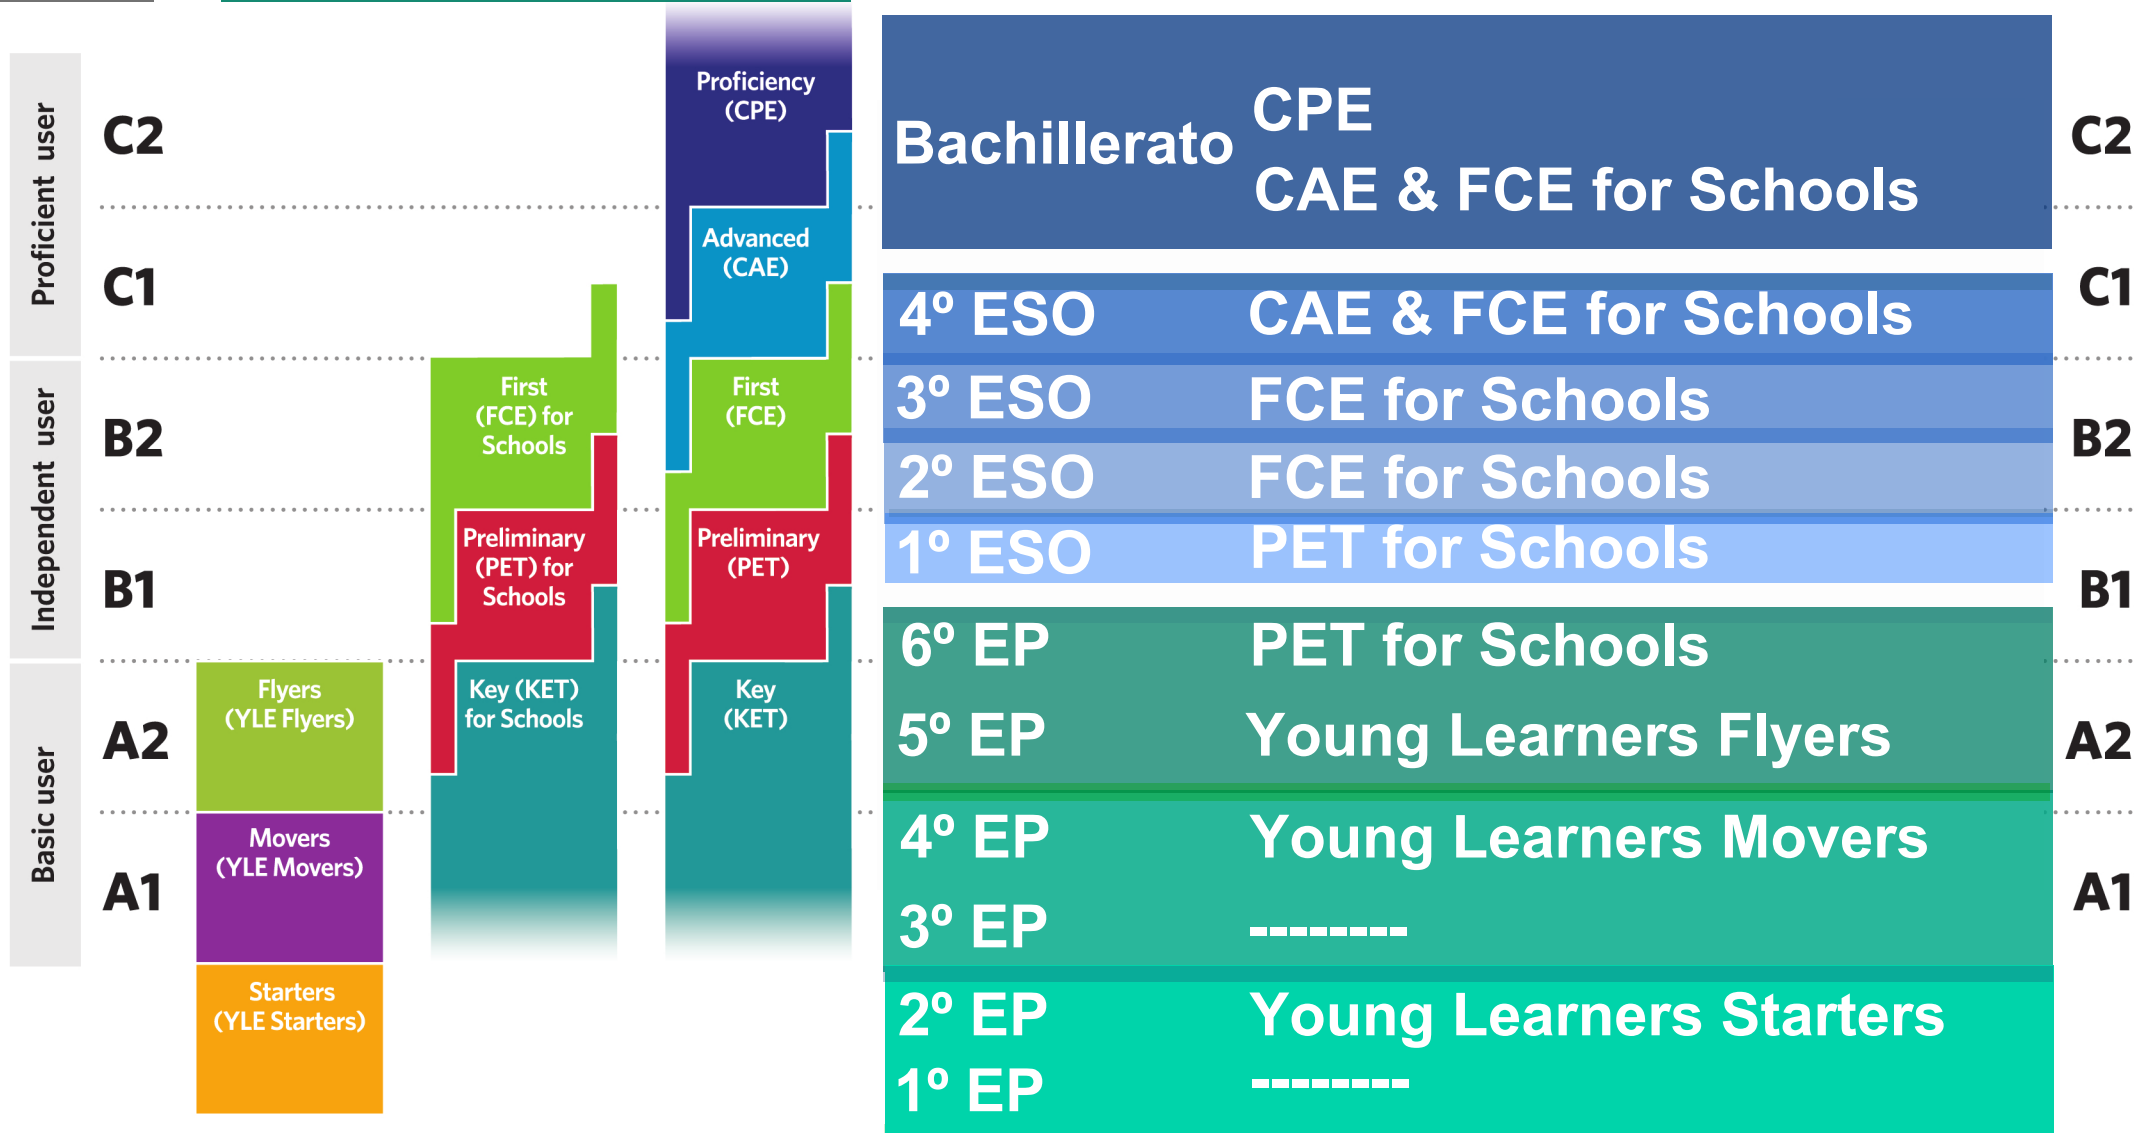 Proficient user
Independent user
Basic user
C2
C1
B2
B1
A2
A1
Flyers
(YLE Flyers)
Movers
(YLE Movers)
Starters
(YLE Starters)
First
(FCE) for
Schools
Preliminary
(PET) for
Schools
Key (KET)
for Schools
Proficiency
(CPE)
Advanced
(CAE)
First
(FCE)
Preliminary
(PET)
Key
(KET)
Bachillerato CPE
CAE & FCE for Schools
4º ESO CAE & FCE for Schools
3º ESO FCE for Schools
2º ESO FCE for Schools
1º ESO PET for Schools
6º EP PET for Schools
5º EP Young Learners Flyers
4º EP Young Learners Movers
3º EP --------
2º EP Young Learners Starters
1º EP --------
C2
C1
B2
B1
A2
A1